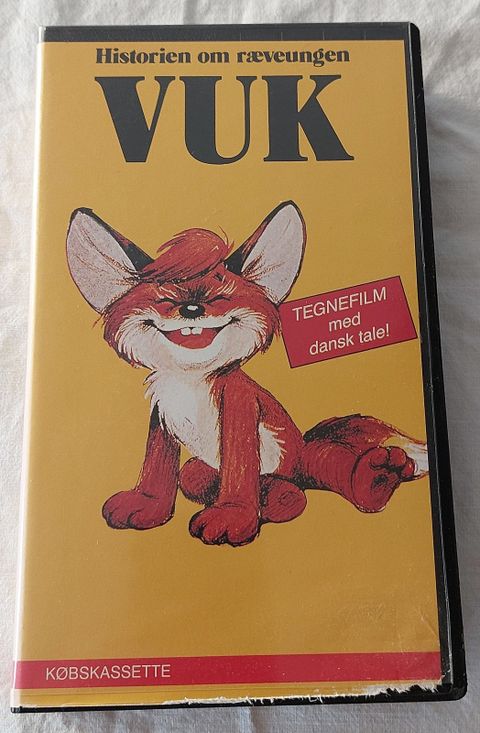 Historien om ræveungen
VUK
TEGNEFILM
med
dansk tale!
KØBSKASSETTE